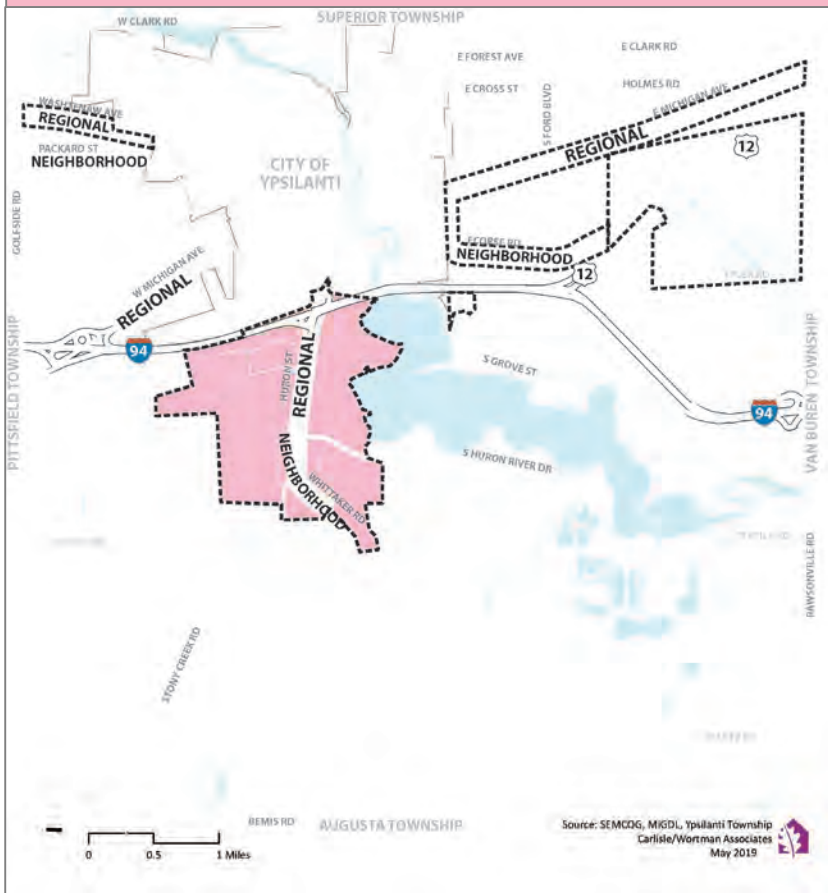 W CLARK RD
SUPERIOR TOWNSHIP
E FOREST AVE
E CLARK RD
E CROSS ST
HOLMES RD
S FORD BLVD
E MICHIGAN AVE
WASHTENAW AVE
REGIONAL
PACKARD ST
NEIGHBORHOOD
CITY OF
YPSILANTI
REGIONAL
12
GOLFSIDE RD
W MICHIGAN AVE
REGIONAL
ECORSE RD
NEIGHBORHOOD
12
94
PITTSFIELD TOWNSHIP
HURON ST
REGIONAL
S GROVE ST
94
VAN BUREN TOWNSHIP
NEIGHBORHOOD
WHITTAKER RD
S HURON RIVER DR
RAWSONVILLE RD
STONY CREEK RD
BEMIS RD
AUGUSTA TOWNSHIP
0 0.5 1 Miles
Source: SEMCOG, MiGDL, Ypsilanti Township
Carlisle/Wortman Associates
May 2019